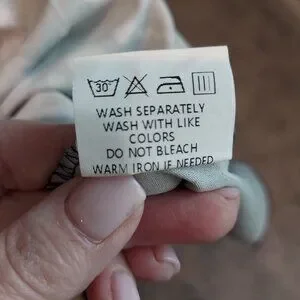 30°
WASH SEPARATELY
WASH WITH LIKE
COLORS
DO NOT BLEACH
WARM IRON IF NEEDED